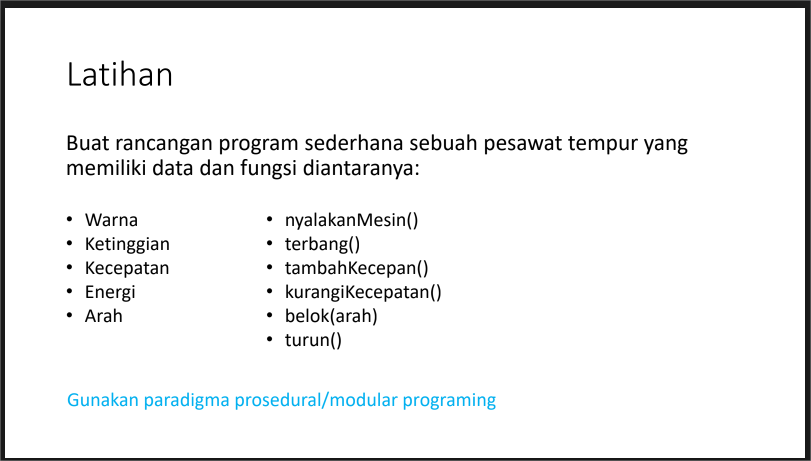 Latihan
Buat rancangan program sederhana sebuah pesawat tempur yang
memiliki data dan fungsi diantaranya:
• Warna
• Ketinggian
• Kecepatan
• Energi
• Arah
• nyalakanMesin()
• terbang()
• tambahKecepan()
• kurangiKecepatan()
• belok(arah)
• turun()
Gunakan paradigma prosedural/modular programing